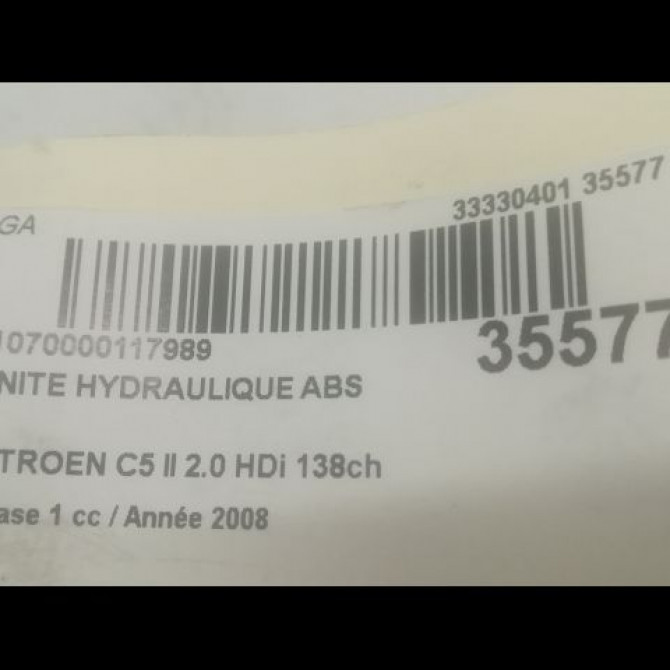 33330401 35577
GA
1070000117989
35577
NITE HYDRAULIQUE ABS
TROEN C5 II 2.0 HDi 138ch
ase 1 cc / Année 2008